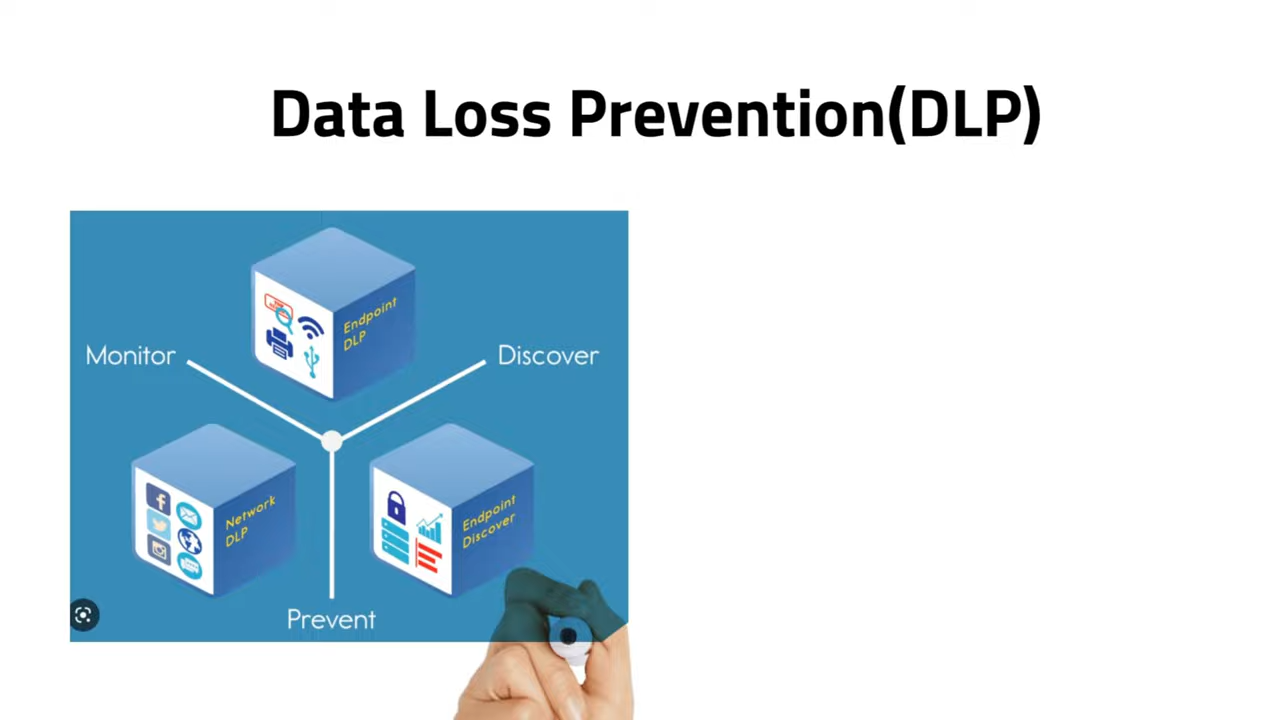 Data Loss Prevention(DLP)
Endpoint
DLP
Monitor
Discover
Network
DLP
Endpoint
Discover
Prevent